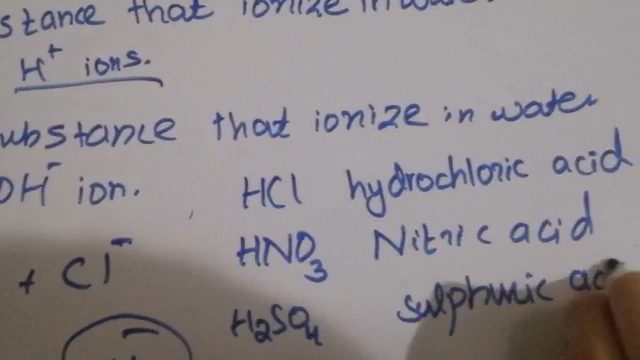 stance that ionize in water
H⁺ ions.
ubstance that ionize in water
OH⁻ ion. HCl hydrochloric acid
+ Cl⁻ HNO₃ Nitric acid
H₂SO₄ sulphuric ac